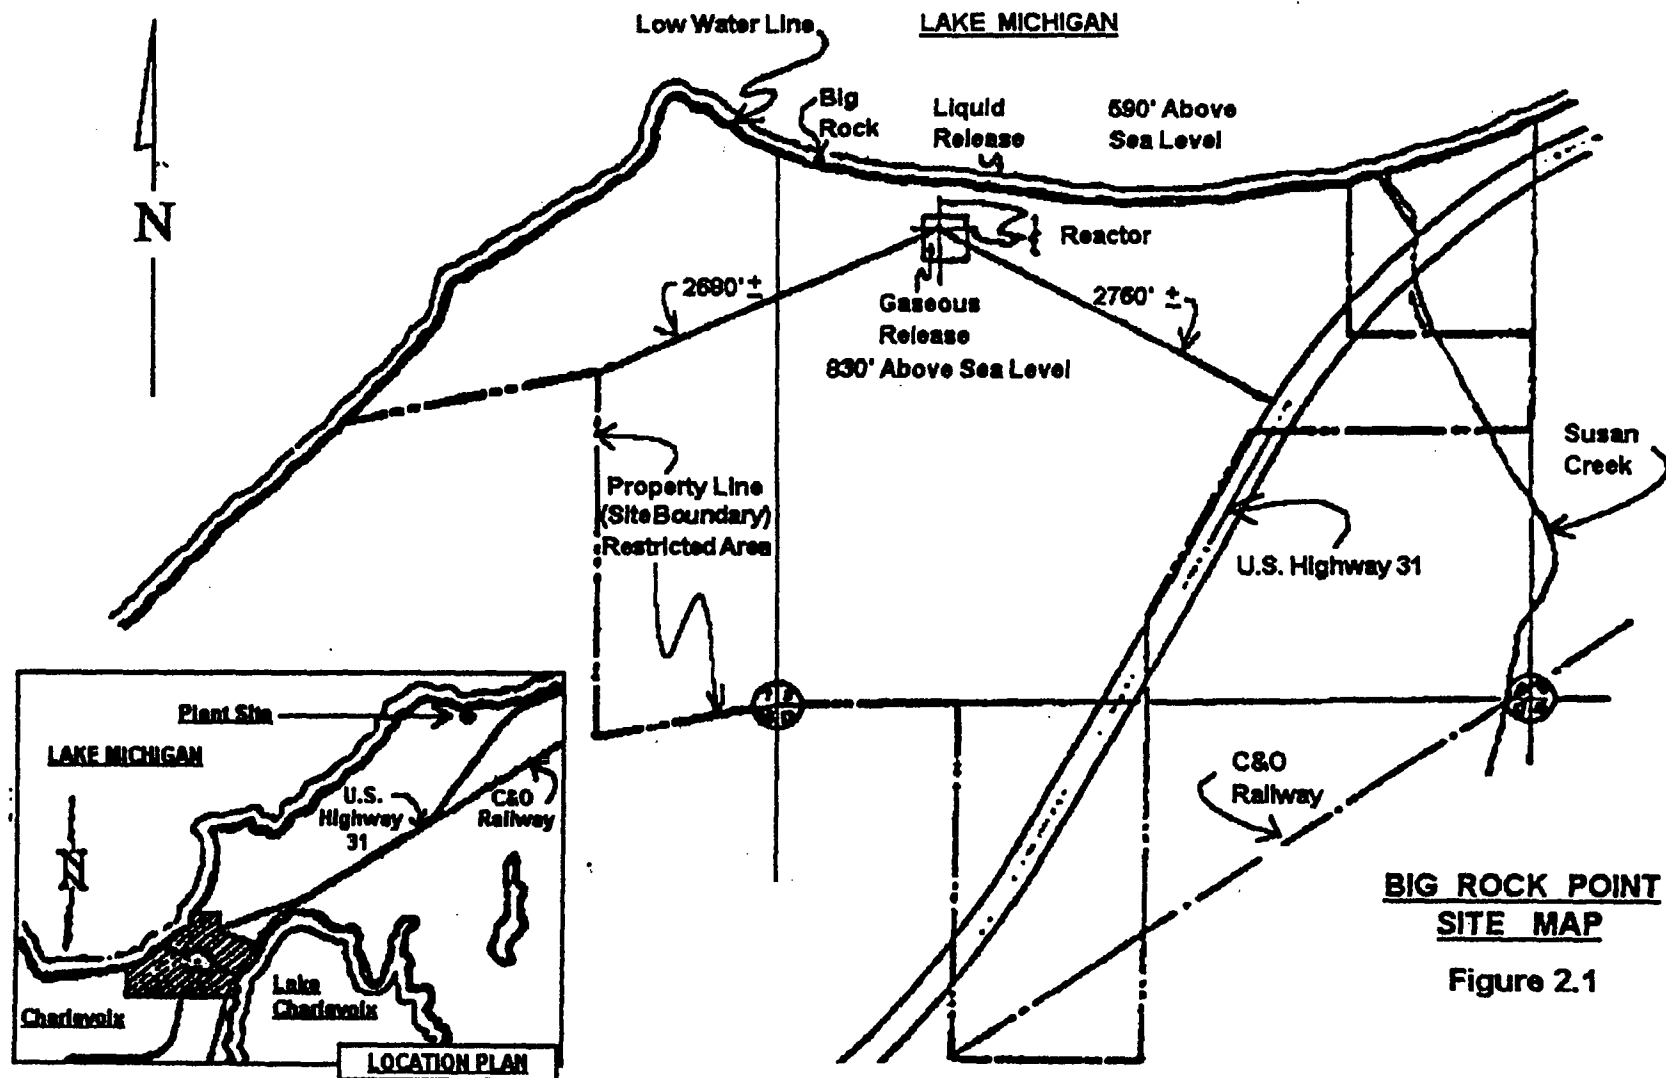 Low Water Line
LAKE MICHIGAN
Big
Rock
Liquid
Release
590' Above
Sea Level
N
Reactor
2680' ±
2760' ±
Gaseous
Release
830' Above Sea Level
Susan
Creek
Property Line
(Site Boundary)
Restricted Area
U.S. Highway 31
C&O
Railway
Plant Site
LAKE MICHIGAN
U.S.
Highway
31
C&O
Railway
N
Lake
Charlevoix
Charlevoix
LOCATION PLAN
BIG ROCK POINT
SITE MAP
Figure 2.1